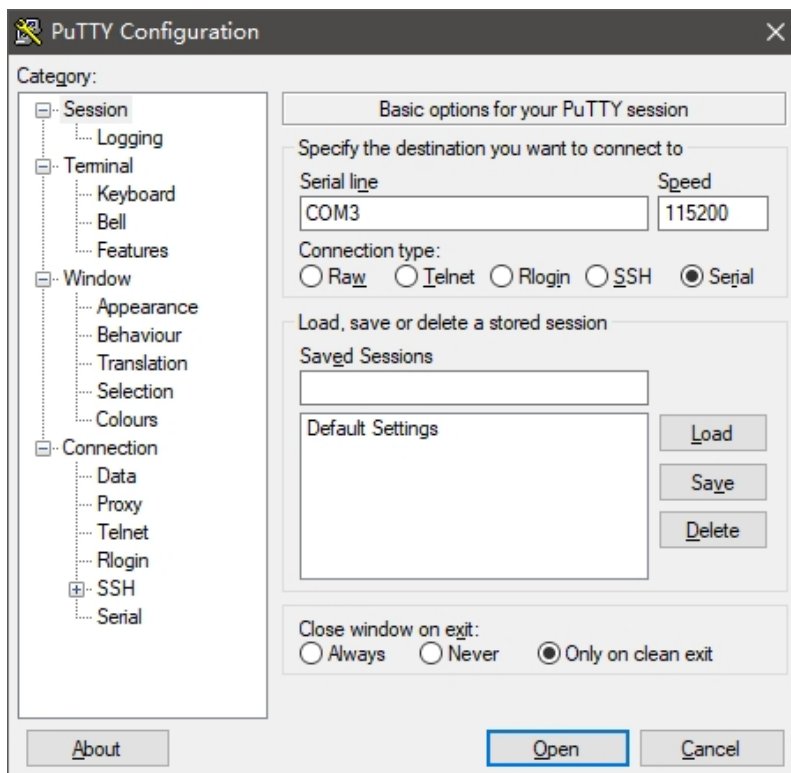 PuTTY Configuration
Category:
Session
Logging
Terminal
Keyboard
Bell
Features
Window
Appearance
Behaviour
Translation
Selection
Colours
Connection
Data
Proxy
Telnet
Rlogin
SSH
Serial
Basic options for your PuTTY session
Specify the destination you want to connect to
Serial line Speed
COM3 115200
Connection type:
Raw Telnet Rlogin SSH Serial
Load, save or delete a stored session
Saved Sessions
Default Settings
Load
Save
Delete
Close window on exit:
Always Never Only on clean exit
About Open Cancel